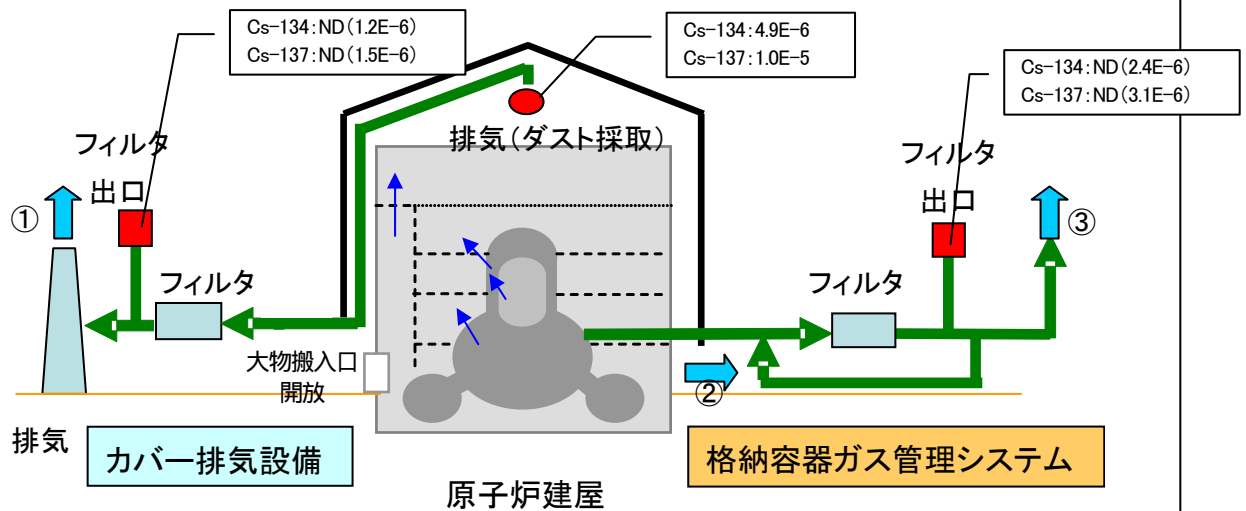 Cs-134:ND(1.2E-6)
Cs-137:ND(1.5E-6)
Cs-134:4.9E-6
Cs-137:1.0E-5
Cs-134:ND(2.4E-6)
Cs-137:ND(3.1E-6)
排気(ダスト採取)
フィルタ
出口
フィルタ
出口
①
③
フィルタ
フィルタ
大物搬入口
開放
②
排気
カバー排気設備
格納容器ガス管理システム
原子炉建屋